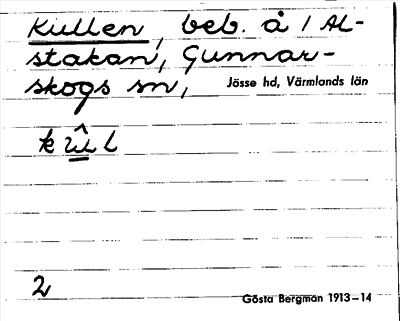 Kullen, beb. å 1 Al-
stakan, Gunnar-
skogs sn, Jösse hd, Värmlands län
kûl
2
Gösta Bergman 1913–14